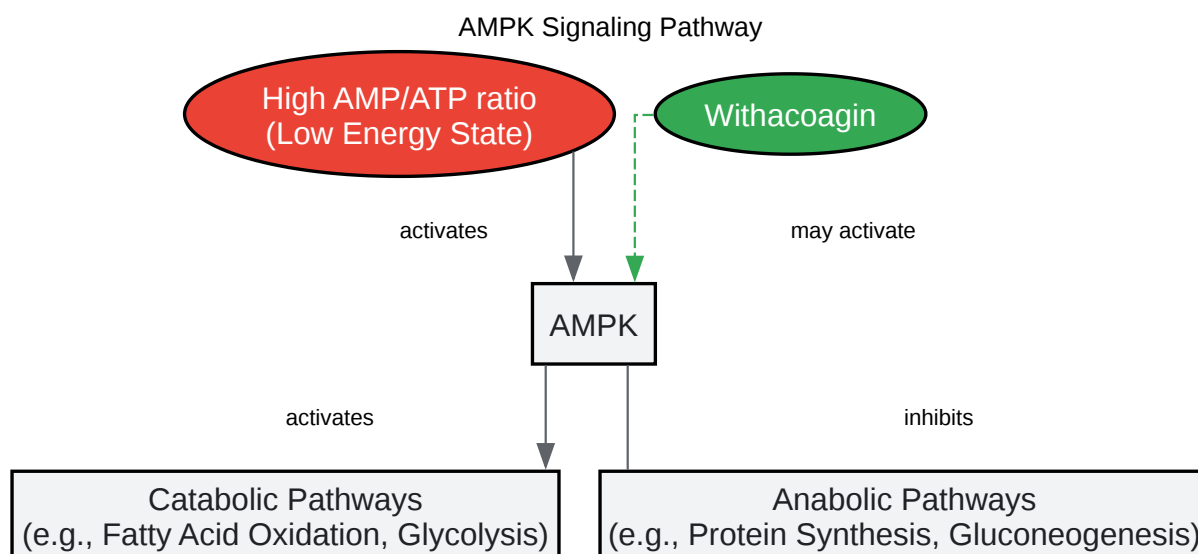 AMPK Signaling Pathway
High AMP/ATP ratio
(Low Energy State)
Withacoagin
activates
may activate
AMPK
activates
inhibits
Catabolic Pathways
(e.g., Fatty Acid Oxidation, Glycolysis)
Anabolic Pathways
(e.g., Protein Synthesis, Gluconeogenesis)